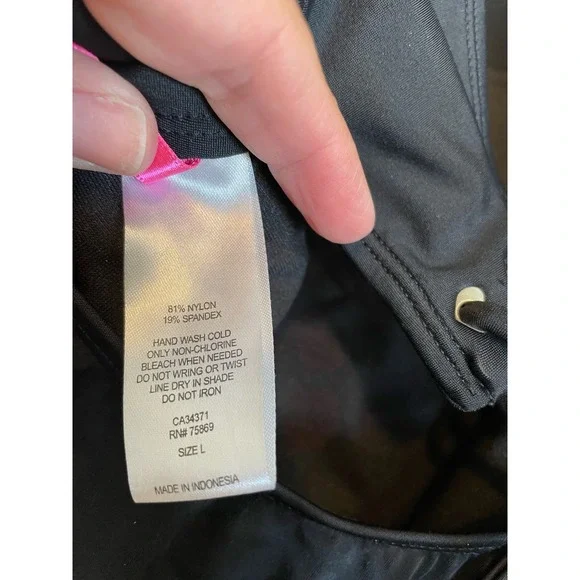 81% NYLON
19% SPANDEX
HAND WASH COLD
ONLY NON-CHLORINE
BLEACH WHEN NEEDED
DO NOT WRING OR TWIST
LINE DRY IN SHADE
DO NOT IRON
CA34371
RN# 75869
SIZE L
MADE IN INDONESIA